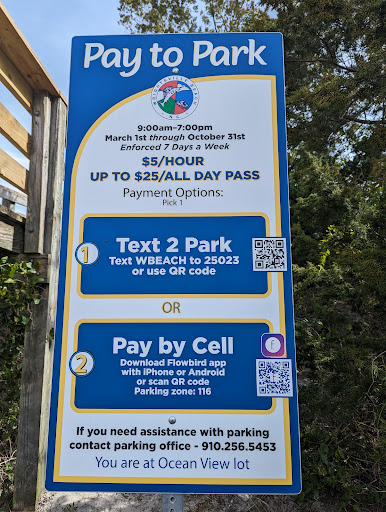 Pay to Park
9:00am-7:00pm
March 1st through October 31st
Enforced 7 Days a Week
$5/HOUR
UP TO $25/ALL DAY PASS
Payment Options:
Pick 1
1
Text 2 Park
Text WBEACH to 25023
or use QR code
OR
2
Pay by Cell
Download Flowbird app
with iPhone or Android
or scan QR code
Parking zone: 116
If you need assistance with parking
contact parking office - 910.256.5453
You are at Ocean View lot